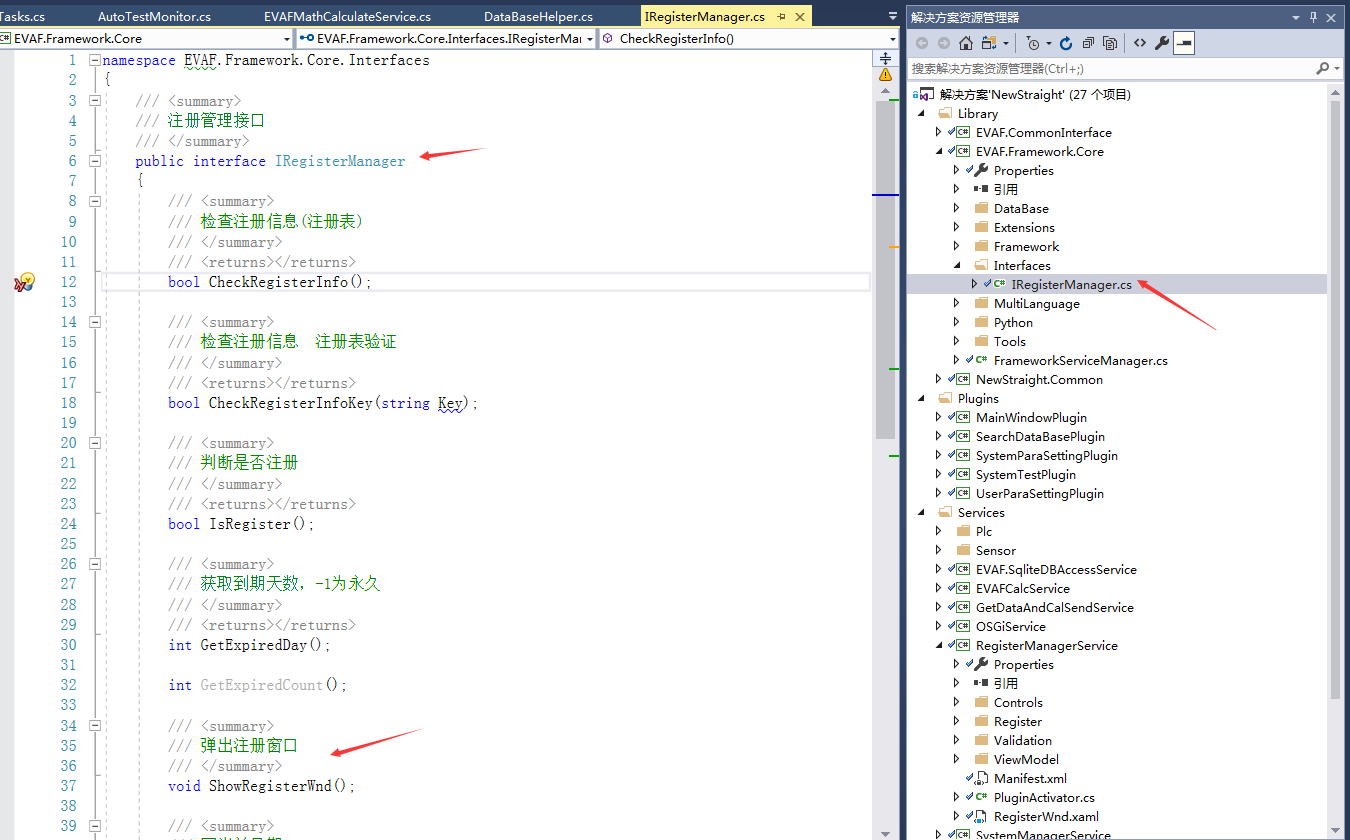 Tasks.cs AutoTestMonitor.cs EVAFMathCalculateService.cs DataBaseHelper.cs IRegisterManager.cs
EVAF.Framework.Core EVAF.Framework.Core.Interfaces.IRegisterMar CheckRegisterInfo()
1 namespace EVAF.Framework.Core.Interfaces
2 {
3 /// <summary>
4 /// 注册管理接口
5 /// </summary>
6 public interface IRegisterManager
7 {
8 /// <summary>
9 /// 检查注册信息(注册表)
10 /// </summary>
11 /// <returns></returns>
12 bool CheckRegisterInfo();
13
14 /// <summary>
15 /// 检查注册信息 注册表验证
16 /// </summary>
17 /// <returns></returns>
18 bool CheckRegisterInfoKey(string Key);
19
20 /// <summary>
21 /// 判断是否注册
22 /// </summary>
23 /// <returns></returns>
24 bool IsRegister();
25
26 /// <summary>
27 /// 获取到期天数，-1为永久
28 /// </summary>
29 /// <returns></returns>
30 int GetExpiredDay();
31
32 int GetExpiredCount();
33
34 /// <summary>
35 /// 弹出注册窗口
36 /// </summary>
37 void ShowRegisterWnd();
38
39 /// <summary>
解决方案资源管理器
搜索解决方案资源管理器(Ctrl+;)
解决方案'NewStraight' (27 个项目)
Library
EVAF.CommonInterface
EVAF.Framework.Core
Properties
引用
DataBase
Extensions
Framework
Interfaces
IRegisterManager.cs
MultiLanguage
Python
Tools
FrameworkServiceManager.cs
NewStraight.Common
Plugins
MainWindowPlugin
SearchDataBasePlugin
SystemParaSettingPlugin
SystemTestPlugin
UserParaSettingPlugin
Services
Plc
Sensor
EVAF.SqliteDBAccessService
EVAFCalcService
GetDataAndCalSendService
OSGiService
RegisterManagerService
Properties
引用
Controls
Register
Validation
ViewModel
Manifest.xml
PluginActivator.cs
RegisterWnd.xaml
SystemManagerService